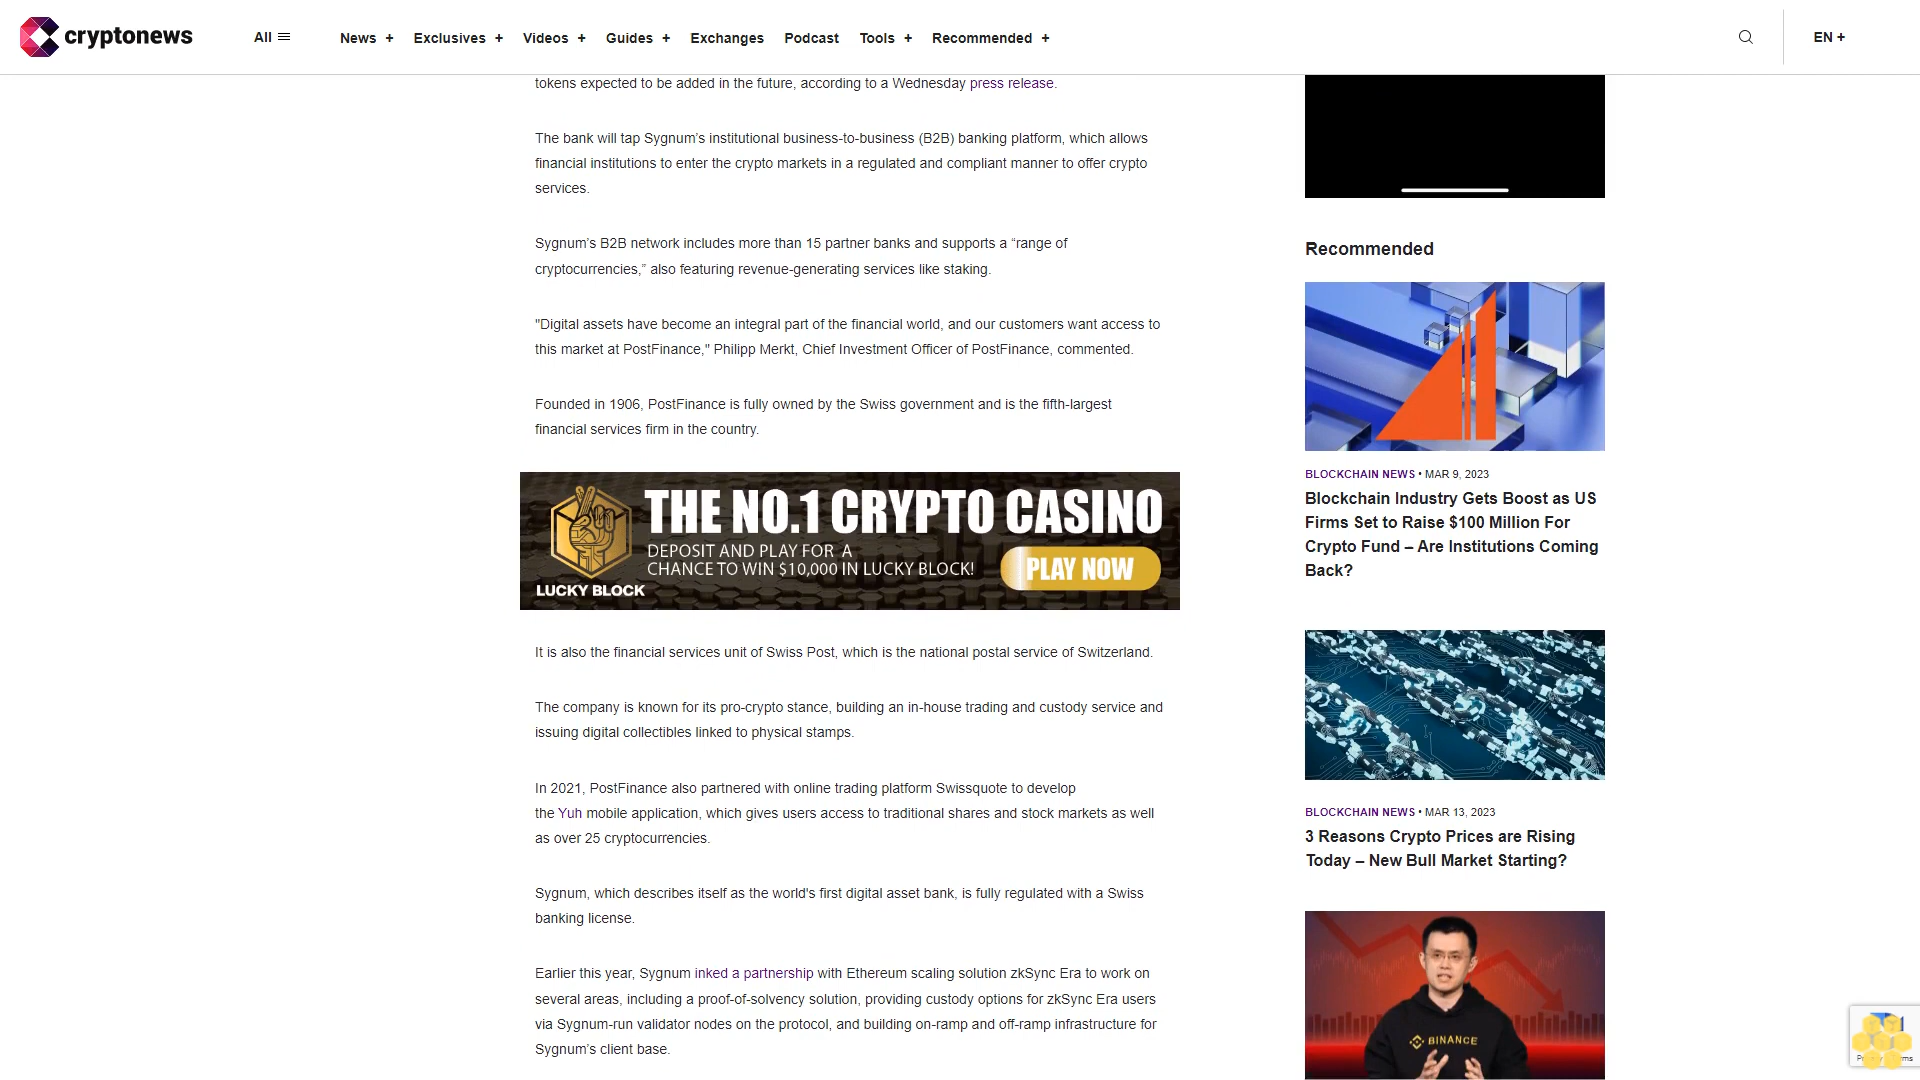 cryptonews
All
News +
Exclusives +
Videos +
Guides +
Exchanges
Podcast
Tools +
Recommended +
EN +
tokens expected to be added in the future, according to a Wednesday press release.
The bank will tap Sygnum’s institutional business-to-business (B2B) banking platform, which allows
financial institutions to enter the crypto markets in a regulated and compliant manner to offer crypto
services.
Sygnum’s B2B network includes more than 15 partner banks and supports a “range of
cryptocurrencies,” also featuring revenue-generating services like staking.
"Digital assets have become an integral part of the financial world, and our customers want access to
this market at PostFinance," Philipp Merkt, Chief Investment Officer of PostFinance, commented.
Founded in 1906, PostFinance is fully owned by the Swiss government and is the fifth-largest
financial services firm in the country.
THE NO.1 CRYPTO CASINO
DEPOSIT AND PLAY FOR A
CHANCE TO WIN $10,000 IN LUCKY BLOCK!
PLAY NOW
LUCKY BLOCK
It is also the financial services unit of Swiss Post, which is the national postal service of Switzerland.
The company is known for its pro-crypto stance, building an in-house trading and custody service and
issuing digital collectibles linked to physical stamps.
In 2021, PostFinance also partnered with online trading platform Swissquote to develop
the Yuh mobile application, which gives users access to traditional shares and stock markets as well
as over 25 cryptocurrencies.
Sygnum, which describes itself as the world's first digital asset bank, is fully regulated with a Swiss
banking license.
Earlier this year, Sygnum inked a partnership with Ethereum scaling solution zkSync Era to work on
several areas, including a proof-of-solvency solution, providing custody options for zkSync Era users
via Sygnum-run validator nodes on the protocol, and building on-ramp and off-ramp infrastructure for
Sygnum’s client base.
Recommended
BLOCKCHAIN NEWS • MAR 9, 2023
Blockchain Industry Gets Boost as US
Firms Set to Raise $100 Million For
Crypto Fund – Are Institutions Coming
Back?
BLOCKCHAIN NEWS • MAR 13, 2023
3 Reasons Crypto Prices are Rising
Today – New Bull Market Starting?
BINANCE